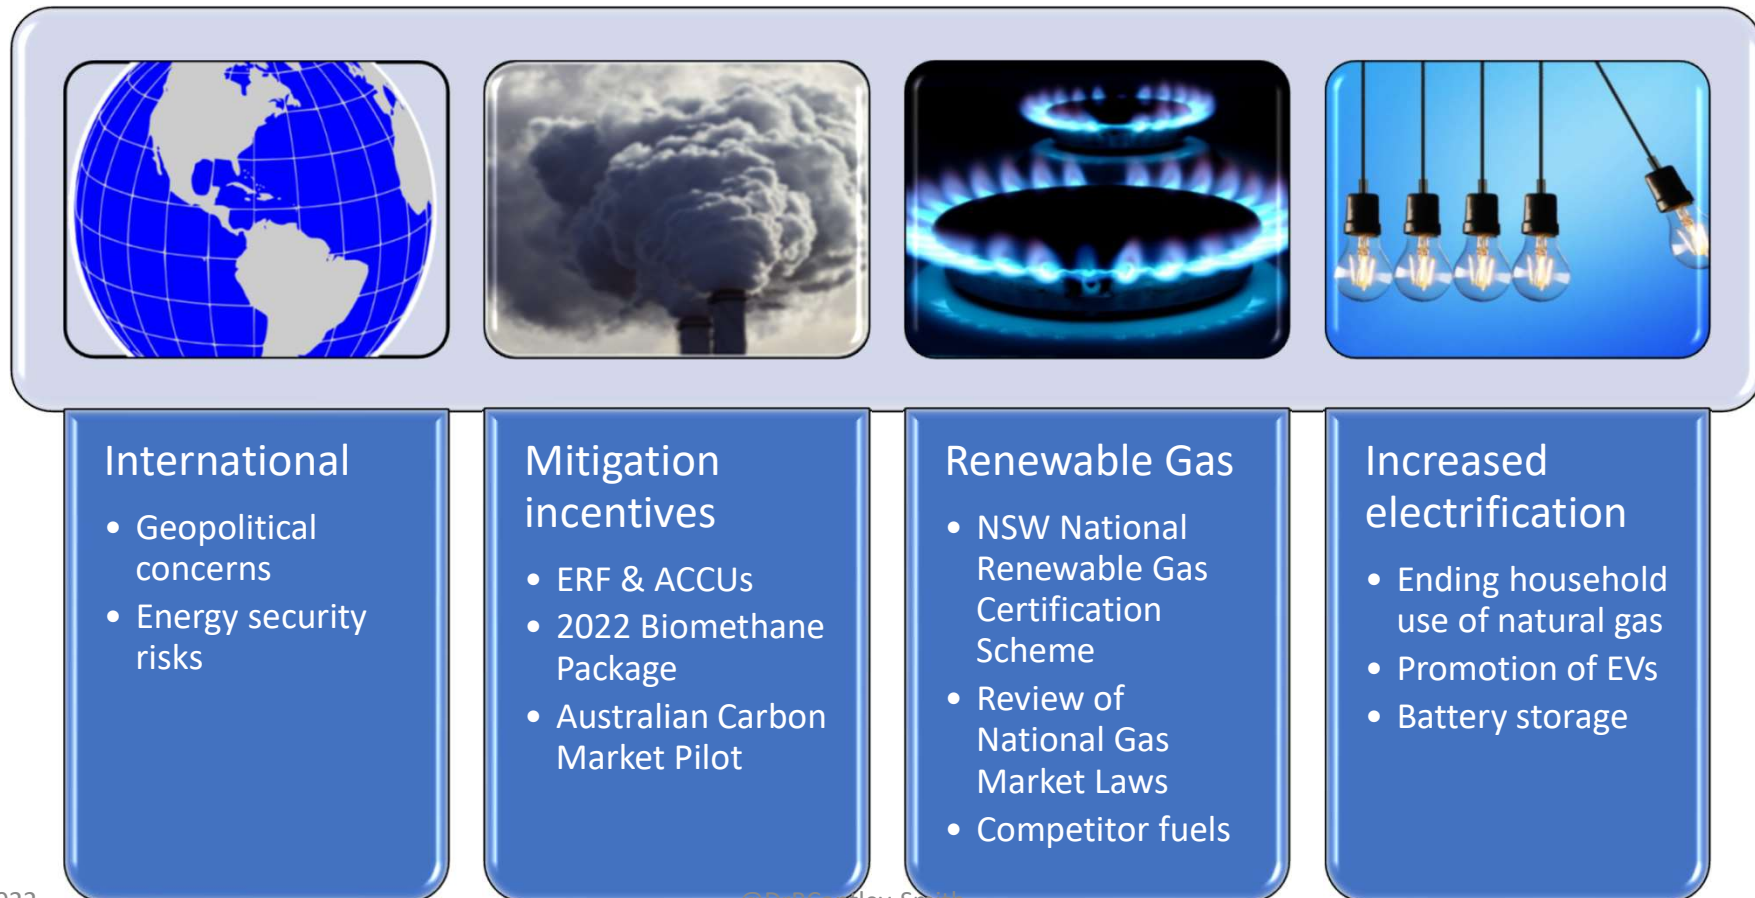 International
• Geopolitical
concerns
• Energy security
risks
Mitigation
incentives
• ERF & ACCUs
• 2022 Biomethane
Package
• Australian Carbon
Market Pilot
Renewable Gas
• NSW National
Renewable Gas
Certification
Scheme
• Review of
National Gas
Market Laws
• Competitor fuels
Increased
electrification
• Ending household
use of natural gas
• Promotion of EVs
• Battery storage